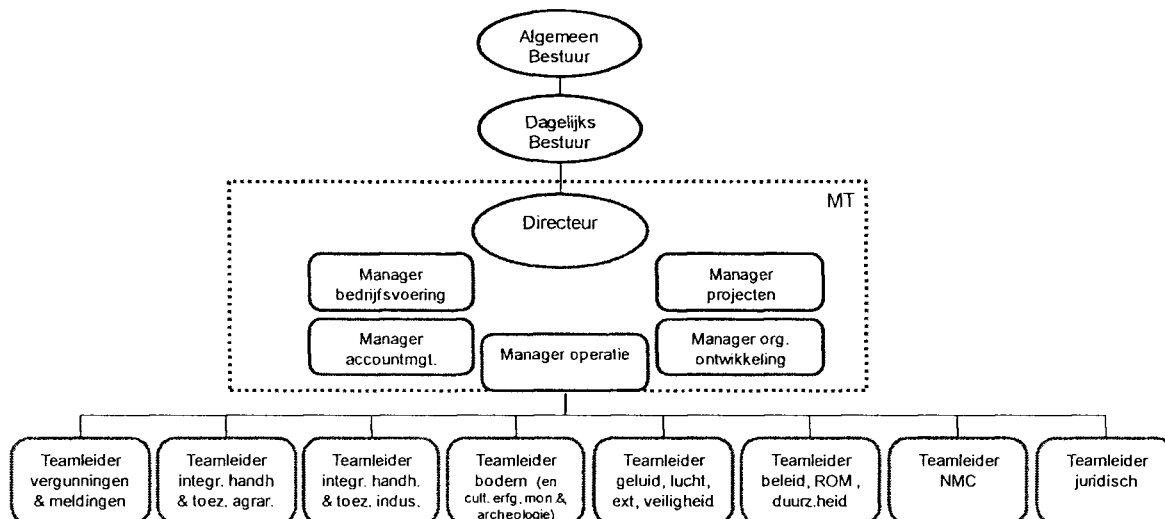 Algemeen
Bestuur
Dagelijks
Bestuur
MT
Directeur
Manager
bedrijfsvoering
Manager
projecten
Manager
accountmgt.
Manager operatie
Manager org.
ontwikkeling
Teamleider
vergunningen
& meldingen
Teamleider
integr. handh
& toez. agrar.
Teamleider
integr. handh.
& toez. indus.
Teamleider
bodem (en
cult. erfg. mon.&
archeologie)
Teamleider
geluid, lucht,
ext, veiligheid
Teamleider
beleid, ROM ,
duurz.heid
Teamleider
NMC
Teamleider
juridisch